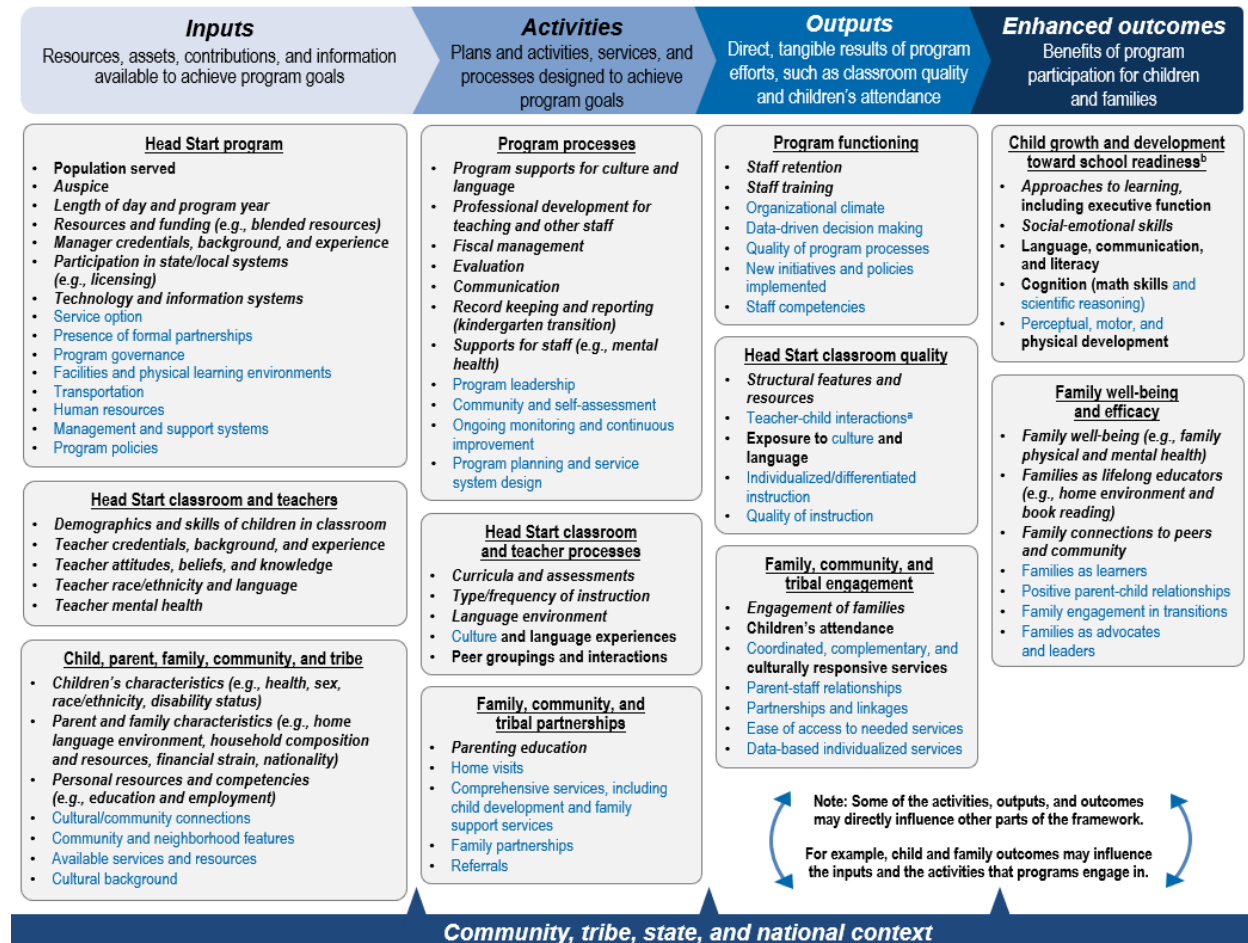 Inputs
Resources, assets, contributions, and information
available to achieve program goals
Activities
Plans and activities, services, and
processes designed to achieve
program goals
Outputs
Direct, tangible results of program
efforts, such as classroom quality
and children's attendance
Enhanced outcomes
Benefits of program
participation for children
and families
Head Start program
• Population served
• Auspice
• Length of day and program year
• Resources and funding (e.g., blended resources)
• Manager credentials, background, and experience
• Participation in state/local systems
(e.g., licensing)
• Technology and information systems
• Service option
• Presence of formal partnerships
• Program governance
• Facilities and physical learning environments
• Transportation
• Human resources
• Management and support systems
• Program policies
Head Start classroom and teachers
• Demographics and skills of children in classroom
• Teacher credentials, background, and experience
• Teacher attitudes, beliefs, and knowledge
• Teacher race/ethnicity and language
• Teacher mental health
Child, parent, family, community, and tribe
• Children's characteristics (e.g., health, sex,
race/ethnicity, disability status)
• Parent and family characteristics (e.g., home
language environment, household composition
and resources, financial strain, nationality)
• Personal resources and competencies
(e.g., education and employment)
• Cultural/community connections
• Community and neighborhood features
• Available services and resources
• Cultural background
Program processes
• Program supports for culture and
language
• Professional development for
teaching and other staff
• Fiscal management
• Evaluation
• Communication
• Record keeping and reporting
(kindergarten transition)
• Supports for staff (e.g., mental
health)
• Program leadership
• Community and self-assessment
• Ongoing monitoring and continuous
improvement
• Program planning and service
system design
Head Start classroom
and teacher processes
• Curricula and assessments
• Type/frequency of instruction
• Language environment
• Culture and language experiences
• Peer groupings and interactions
Family, community, and
tribal partnerships
• Parenting education
• Home visits
• Comprehensive services, including
child development and family
support services
• Family partnerships
• Referrals
Program functioning
• Staff retention
• Staff training
• Organizational climate
• Data-driven decision making
• Quality of program processes
• New initiatives and policies
implemented
• Staff competencies
Head Start classroom quality
• Structural features and
resources
• Teacher-child interactionsᵃ
• Exposure to culture and
language
• Individualized/differentiated
instruction
• Quality of instruction
Family, community, and
tribal engagement
• Engagement of families
• Children's attendance
• Coordinated, complementary, and
culturally responsive services
• Parent-staff relationships
• Partnerships and linkages
• Ease of access to needed services
• Data-based individualized services
Child growth and development
toward school readinessᵇ
• Approaches to learning,
including executive function
• Social-emotional skills
• Language, communication,
and literacy
• Cognition (math skills and
scientific reasoning)
• Perceptual, motor, and
physical development
Family well-being
and efficacy
• Family well-being (e.g., family
physical and mental health)
• Families as lifelong educators
(e.g., home environment and
book reading)
• Family connections to peers
and community
• Families as learners
• Positive parent-child relationships
• Family engagement in transitions
• Families as advocates
and leaders
Note: Some of the activities, outputs, and outcomes
may directly influence other parts of the framework.
For example, child and family outcomes may influence
the inputs and the activities that programs engage in.
Community, tribe, state, and national context